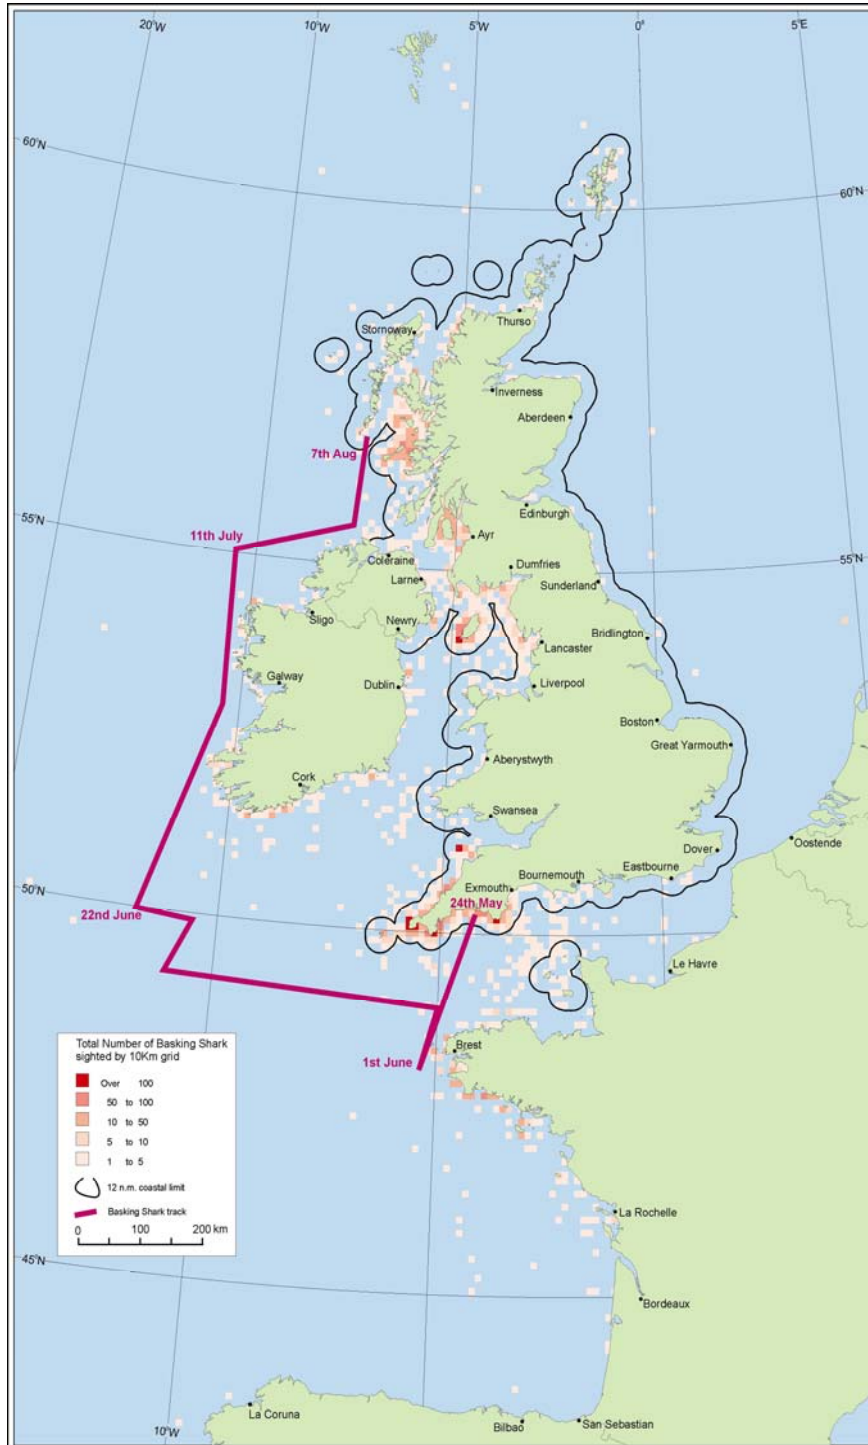 20°W
10°W
5°W
0°
5°E
60°N
60°N
Stornoway
Thurso
Inverness
Aberdeen
7th Aug
55°N
11th July
Edinburgh
Ayr
55°N
Coleraine
Larne
Dumfries
Sunderland
Sligo
Newry
Lancaster
Bridlington
Galway
Dublin
Liverpool
Boston
Great Yarmouth
Aberystwyth
Cork
Swansea
Dover
Oostende
Eastbourne
Bournemouth
Exmouth
24th May
50°N
22nd June
Le Havre
Brest
1st June
Total Number of Basking Shark
sighted by 10Km grid
Over 100
50 to 100
10 to 50
5 to 10
1 to 5
12 n.m. coastal limit
Basking Shark track
0 100 200 km
La Rochelle
45°N
Bordeaux
La Coruna
Bilbao
San Sebastian
10°W